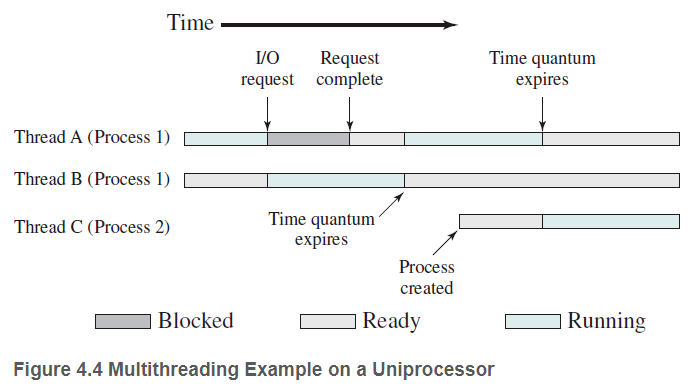 Time
I/O
request
Request
complete
Time quantum
expires
Thread A (Process 1)
Thread B (Process 1)
Thread C (Process 2)
Time quantum
expires
Process
created
Blocked
Ready
Running
Figure 4.4 Multithreading Example on a Uniprocessor